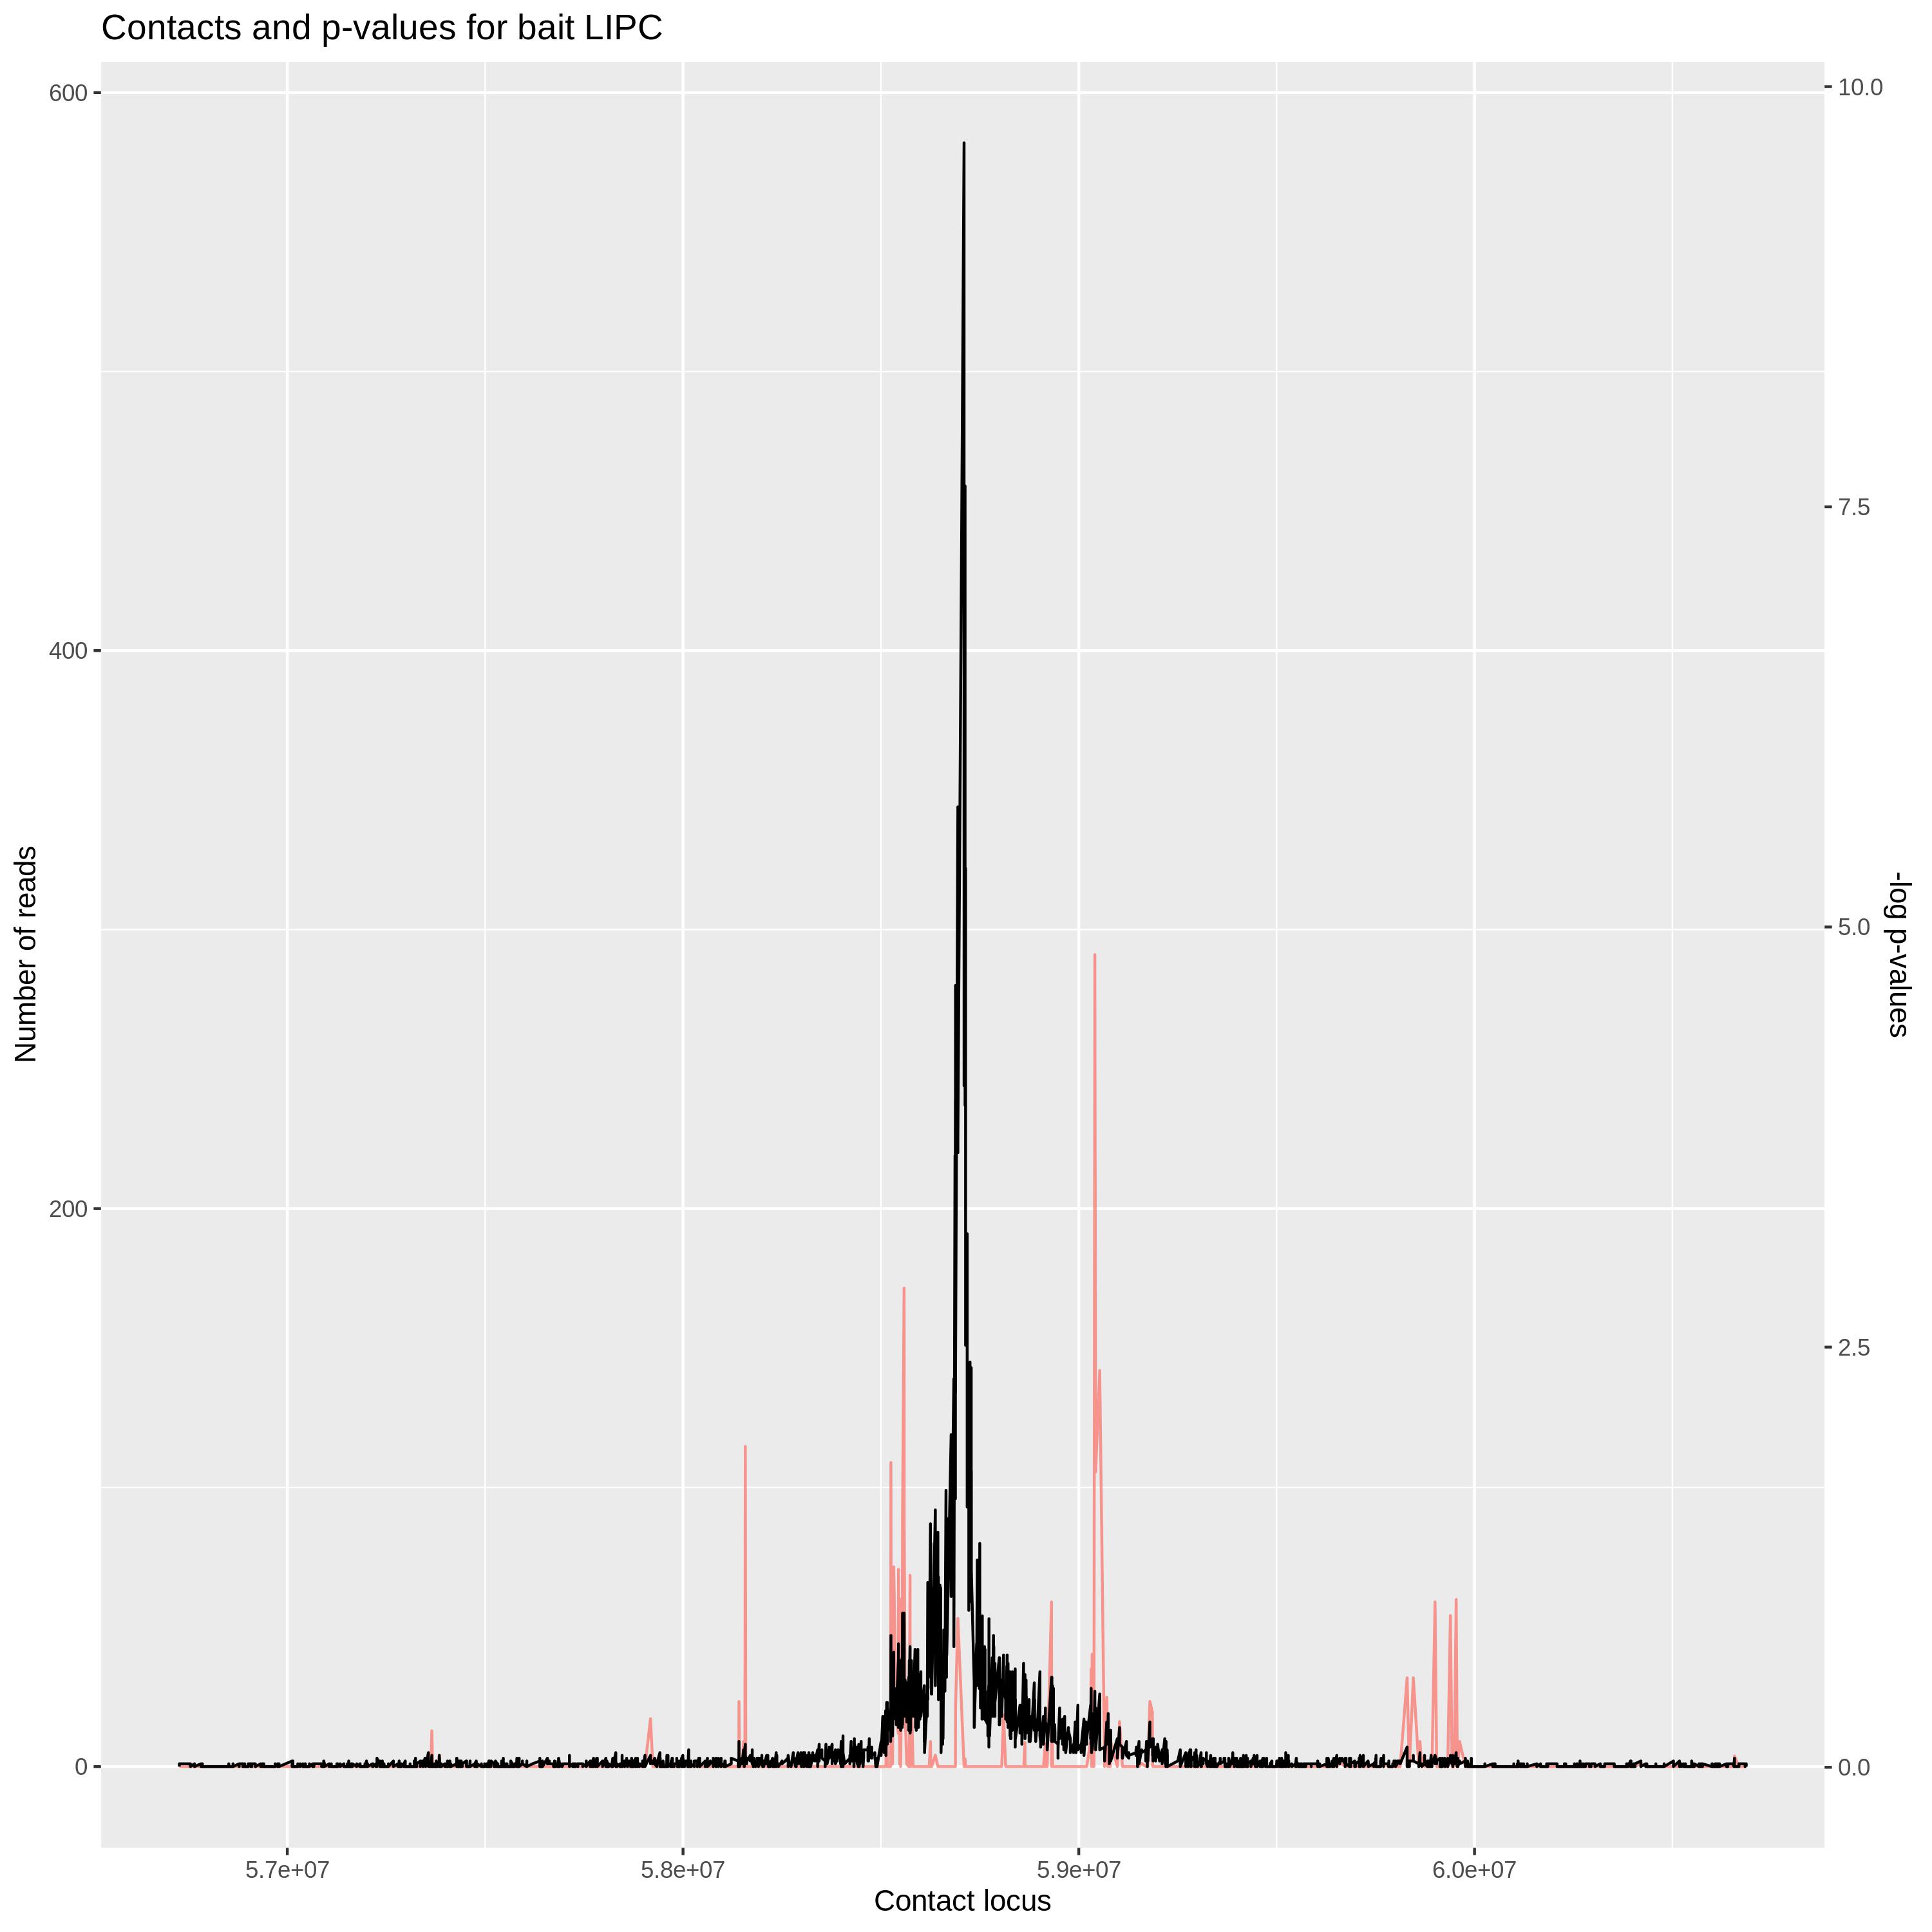 Contacts and p-values for bait LIPC
600
400
200
0
Number of reads
10.0
7.5
5.0
2.5
0.0
-log p-values
5.7e+07
5.8e+07
5.9e+07
6.0e+07
Contact locus